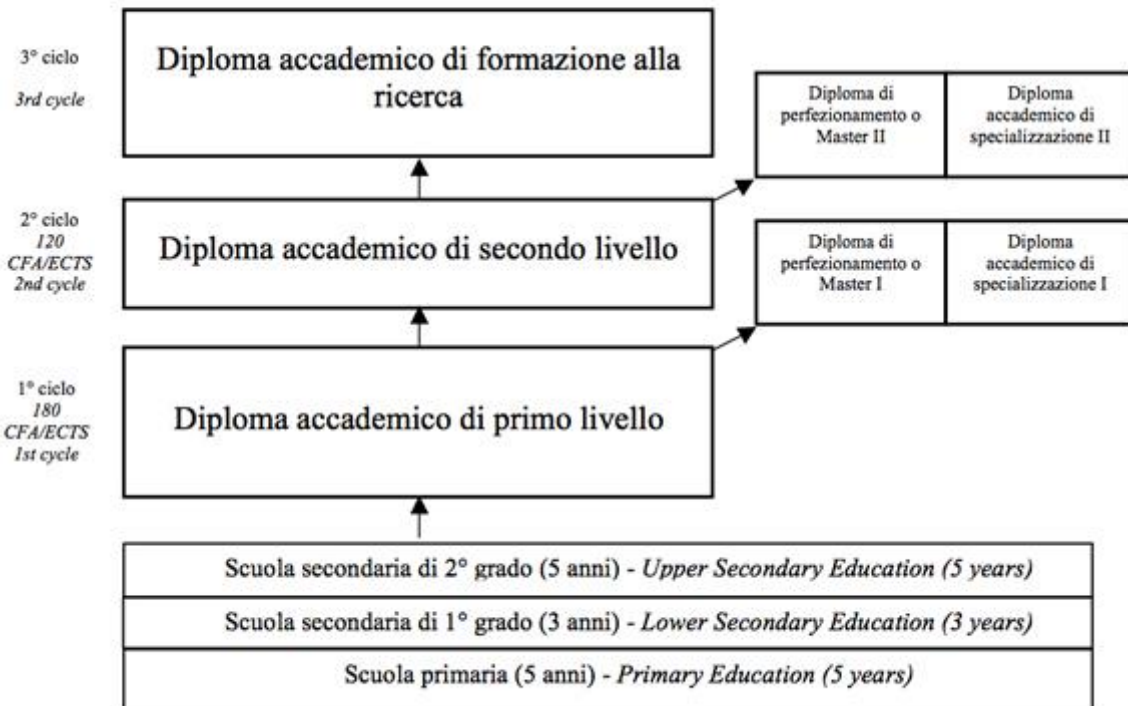 3° ciclo
3rd cycle
Diploma accademico di formazione alla
ricerca
Diploma di
perfezionamento o
Master II
Diploma
accademico di
specializzazione II
2° ciclo
120
CFA/ECTS
2nd cycle
Diploma accademico di secondo livello
Diploma di
perfezionamento o
Master I
Diploma
accademico di
specializzazione I
1° ciclo
180
CFA/ECTS
1st cycle
Diploma accademico di primo livello
Scuola secondaria di 2° grado (5 anni) - Upper Secondary Education (5 years)
Scuola secondaria di 1° grado (3 anni) - Lower Secondary Education (3 years)
Scuola primaria (5 anni) - Primary Education (5 years)